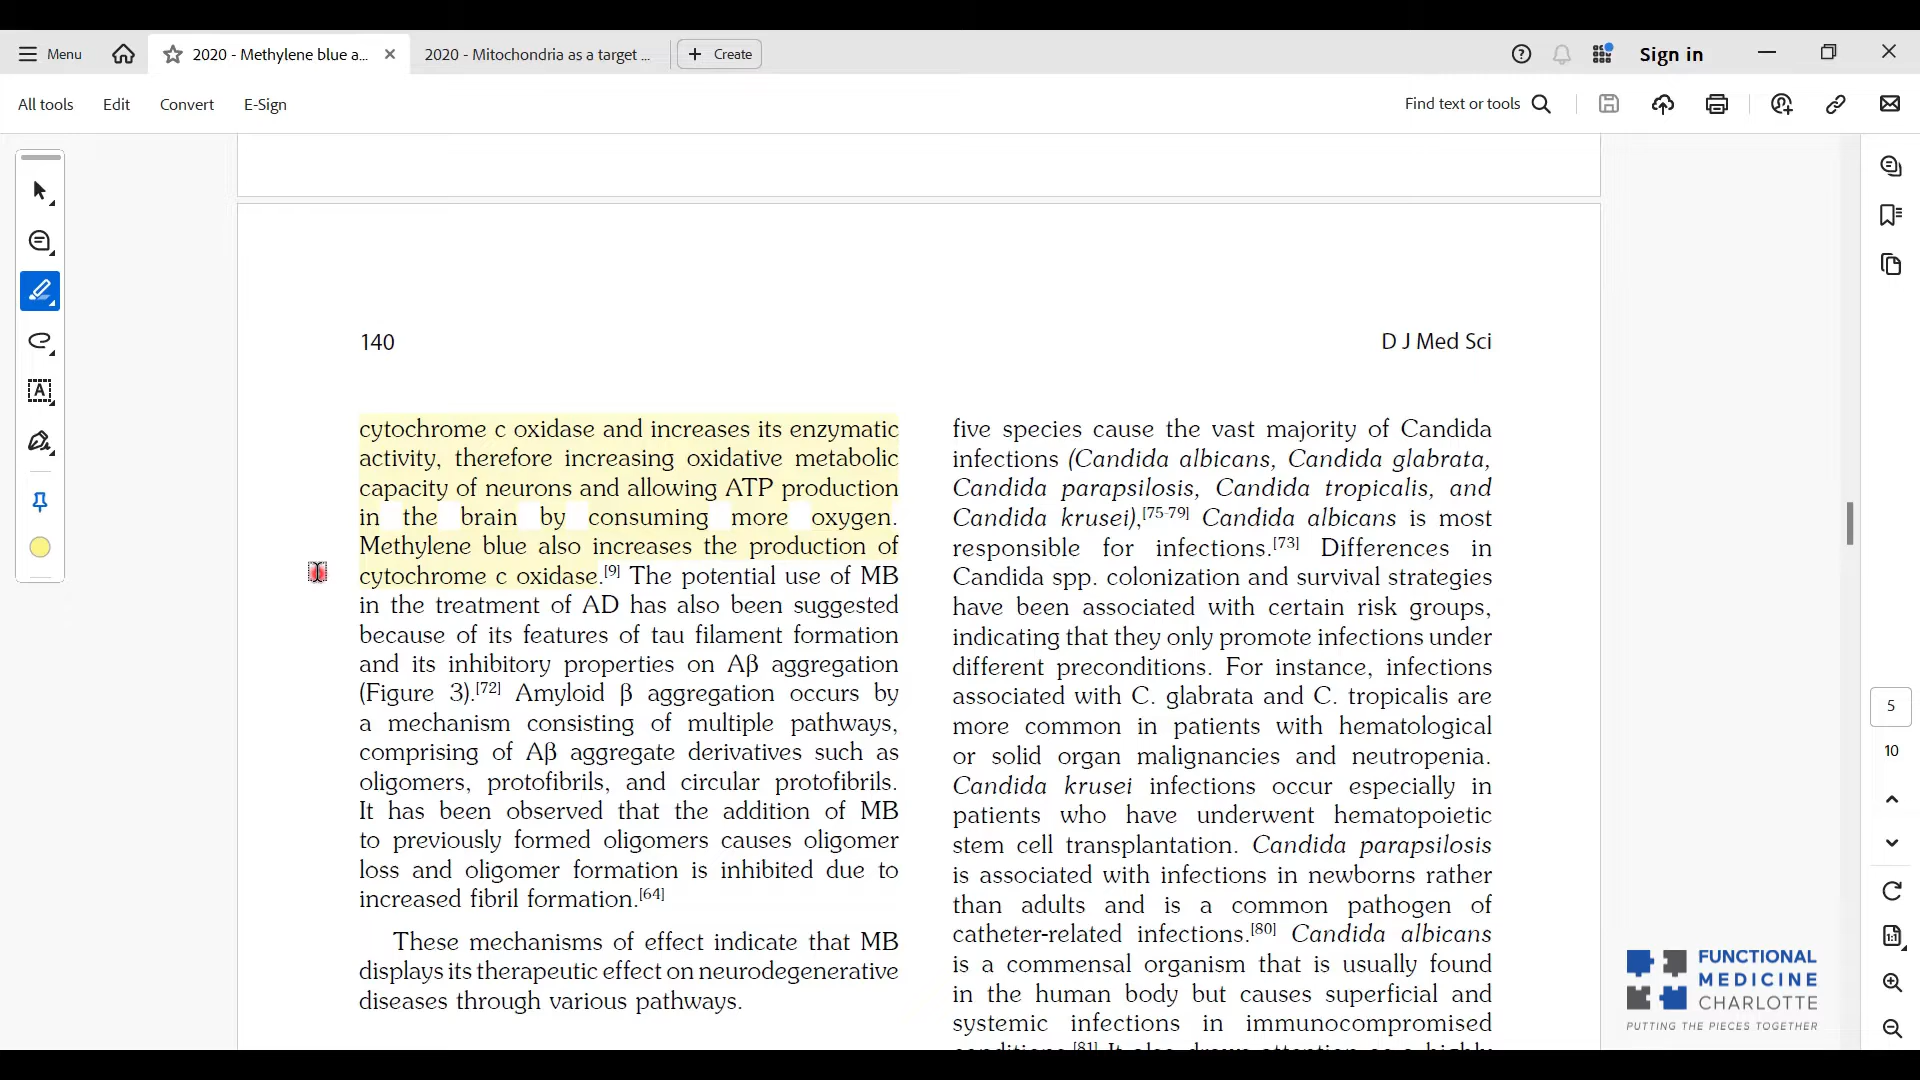 Menu
2020 - Methylene blue a...
2020 - Mitochondria as a target ...
Create
Sign in
All tools
Edit
Convert
E-Sign
Find text or tools
140
D J Med Sci
cytochrome c oxidase and increases its enzymatic
activity, therefore increasing oxidative metabolic
capacity of neurons and allowing ATP production
in the brain by consuming more oxygen.
Methylene blue also increases the production of
cytochrome c oxidase.[9] The potential use of MB
in the treatment of AD has also been suggested
because of its features of tau filament formation
and its inhibitory properties on Aβ aggregation
(Figure 3).[72] Amyloid β aggregation occurs by
a mechanism consisting of multiple pathways,
comprising of Aβ aggregate derivatives such as
oligomers, protofibrils, and circular protofibrils.
It has been observed that the addition of MB
to previously formed oligomers causes oligomer
loss and oligomer formation is inhibited due to
increased fibril formation.[64]
These mechanisms of effect indicate that MB
displays its therapeutic effect on neurodegenerative
diseases through various pathways.
five species cause the vast majority of Candida
infections (Candida albicans, Candida glabrata,
Candida parapsilosis, Candida tropicalis, and
Candida krusei),[75-79] Candida albicans is most
responsible for infections.[73] Differences in
Candida spp. colonization and survival strategies
have been associated with certain risk groups,
indicating that they only promote infections under
different preconditions. For instance, infections
associated with C. glabrata and C. tropicalis are
more common in patients with hematological
or solid organ malignancies and neutropenia.
Candida krusei infections occur especially in
patients who have underwent hematopoietic
stem cell transplantation. Candida parapsilosis
is associated with infections in newborns rather
than adults and is a common pathogen of
catheter-related infections.[80] Candida albicans
is a commensal organism that is usually found
in the human body but causes superficial and
systemic infections in immunocompromised
5
10
FUNCTIONAL
MEDICINE
CHARLOTTE
PUTTING THE PIECES TOGETHER